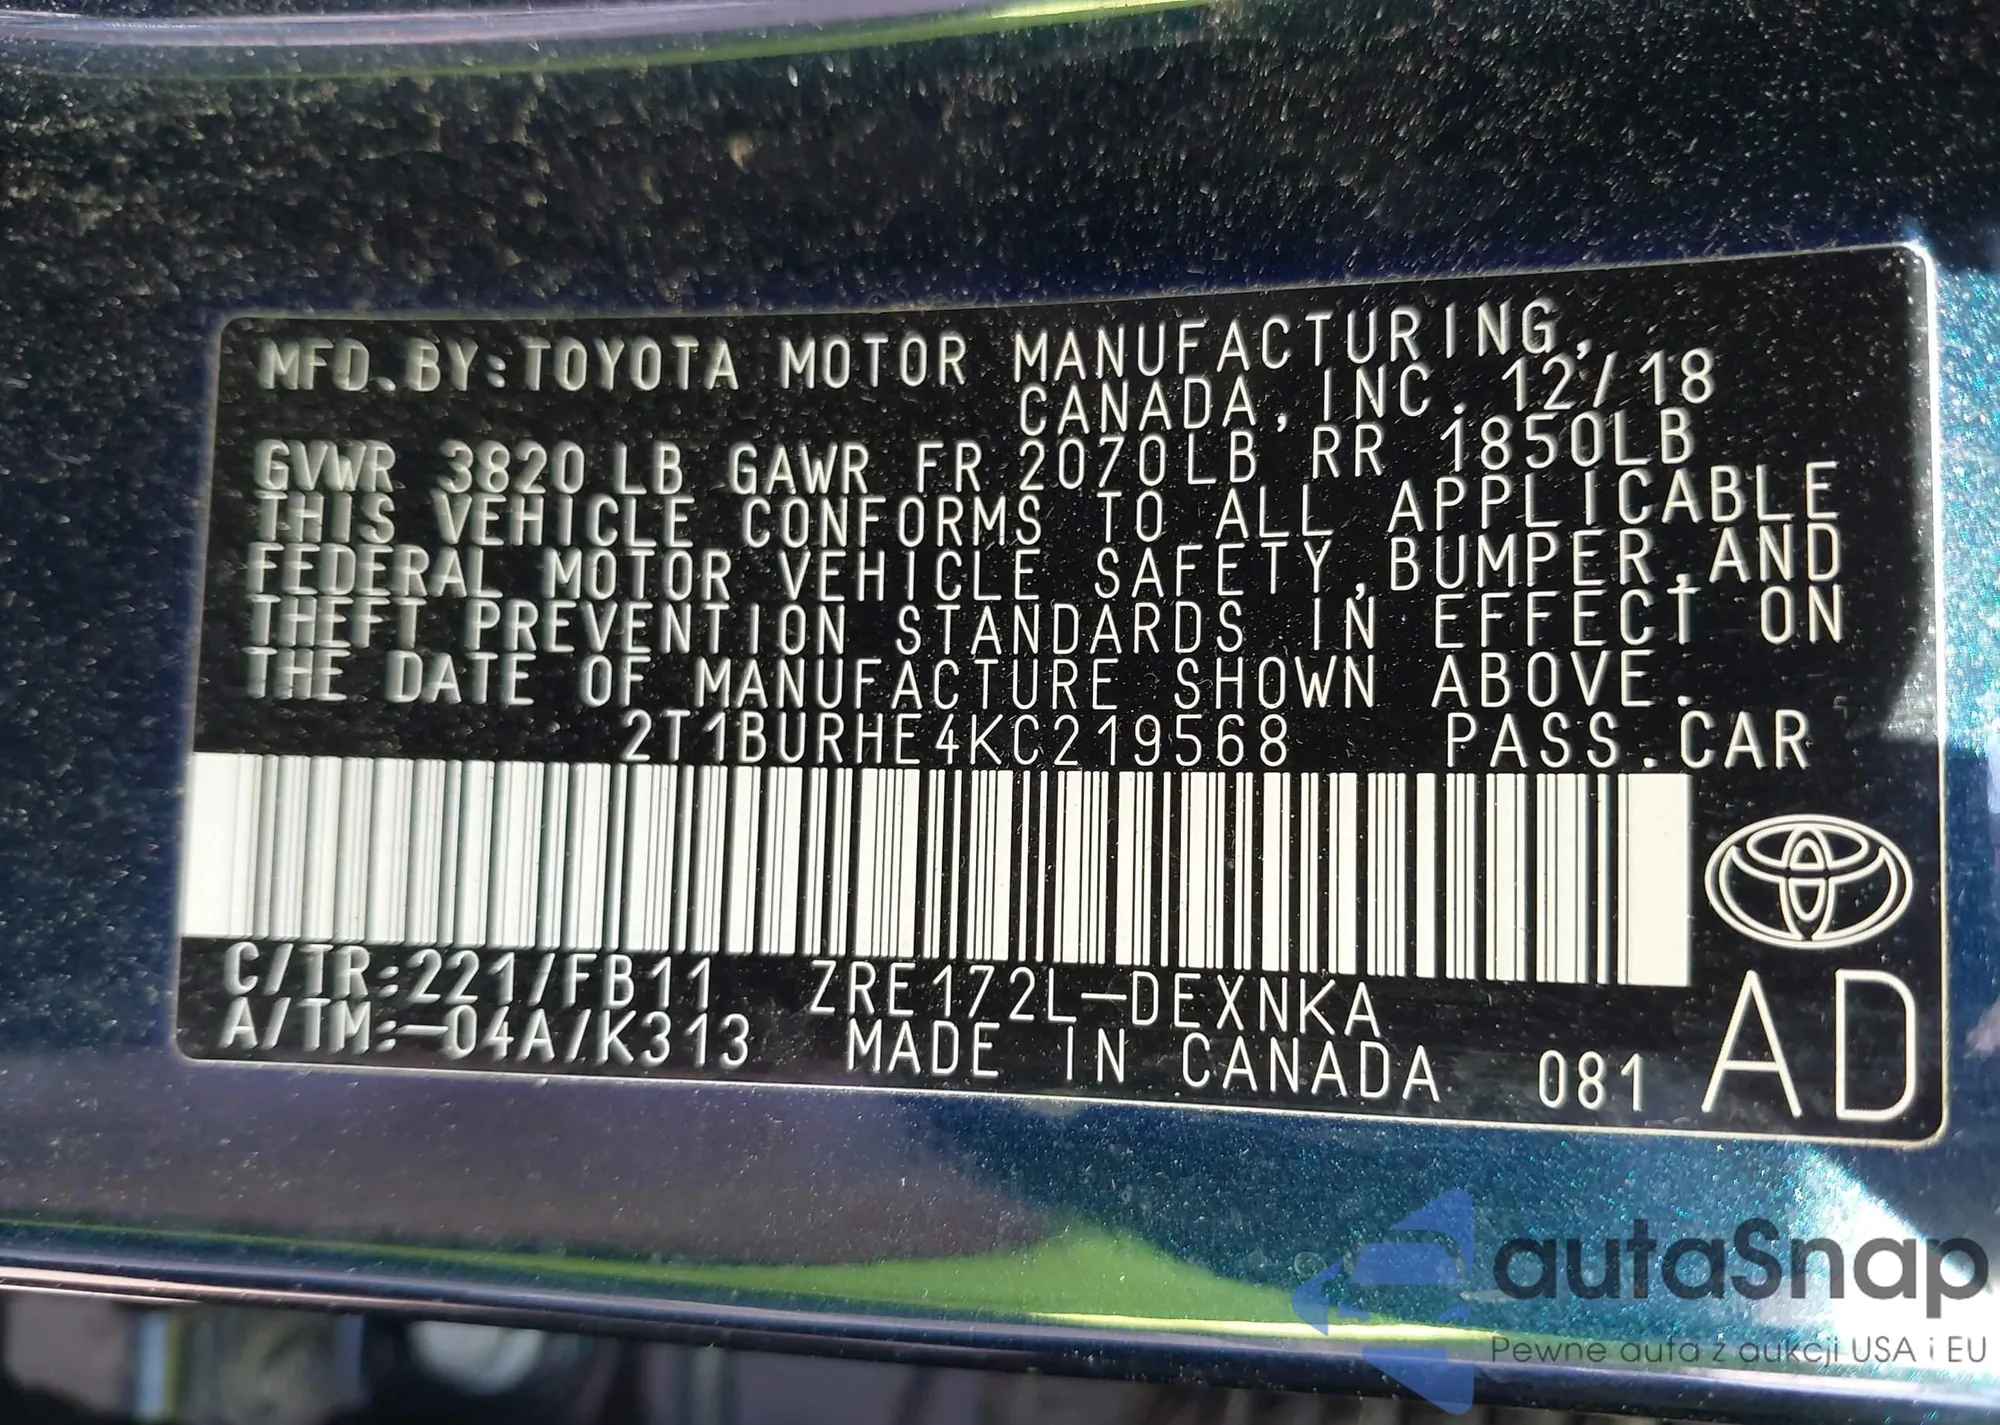 MFD.BY:TOYOTA MOTOR MANUFACTURING,
CANADA,INC. 12/18
GVWR 3820LB GAWR FR 2070LB RR 1850LB
THIS VEHICLE CONFORMS TO ALL APPLICABLE
FEDERAL MOTOR VEHICLE SAFETY,BUMPER,AND
THEFT PREVENTION STANDARDS IN EFFECT ON
THE DATE OF MANUFACTURE SHOWN ABOVE.
2T1BURHE4KC219568 PASS.CAR
C/TR:221/FB11 ZRE172L-DEXNKA
A/TM:-04A/K313 MADE IN CANADA 081 AD
autaSnap
Pewne auta z aukcji USA i EU